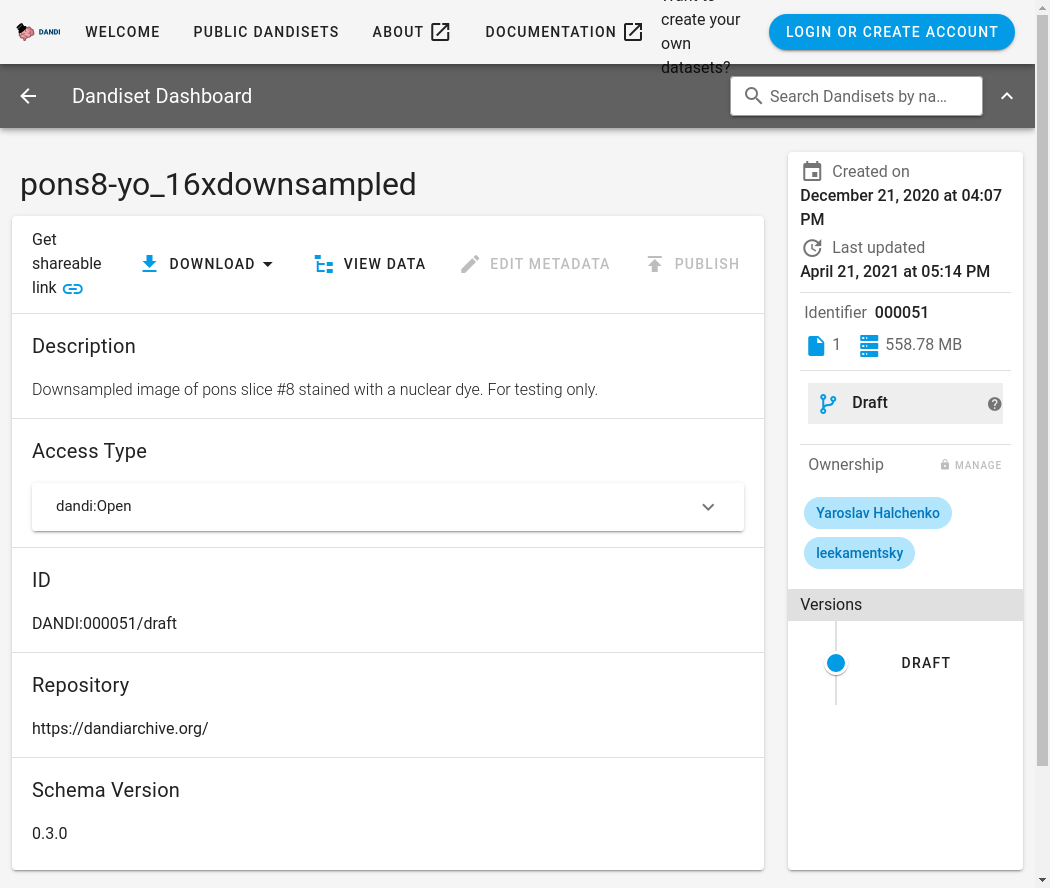 DANDI
WELCOME
PUBLIC DANDISETS
ABOUT
DOCUMENTATION
create your
own
datasets?
LOGIN OR CREATE ACCOUNT
Dandiset Dashboard
Search Dandisets by na...
pons8-yo_16xdownsampled
Get
shareable
link
DOWNLOAD
VIEW DATA
EDIT METADATA
PUBLISH
Description
Downsampled image of pons slice #8 stained with a nuclear dye. For testing only.
Access Type
dandi:Open
ID
DANDI:000051/draft
Repository
https://dandiarchive.org/
Schema Version
0.3.0
Created on
December 21, 2020 at 04:07
PM
Last updated
April 21, 2021 at 05:14 PM
Identifier 000051
1 558.78 MB
Draft
Ownership
MANAGE
Yaroslav Halchenko
leekamentsky
Versions
DRAFT